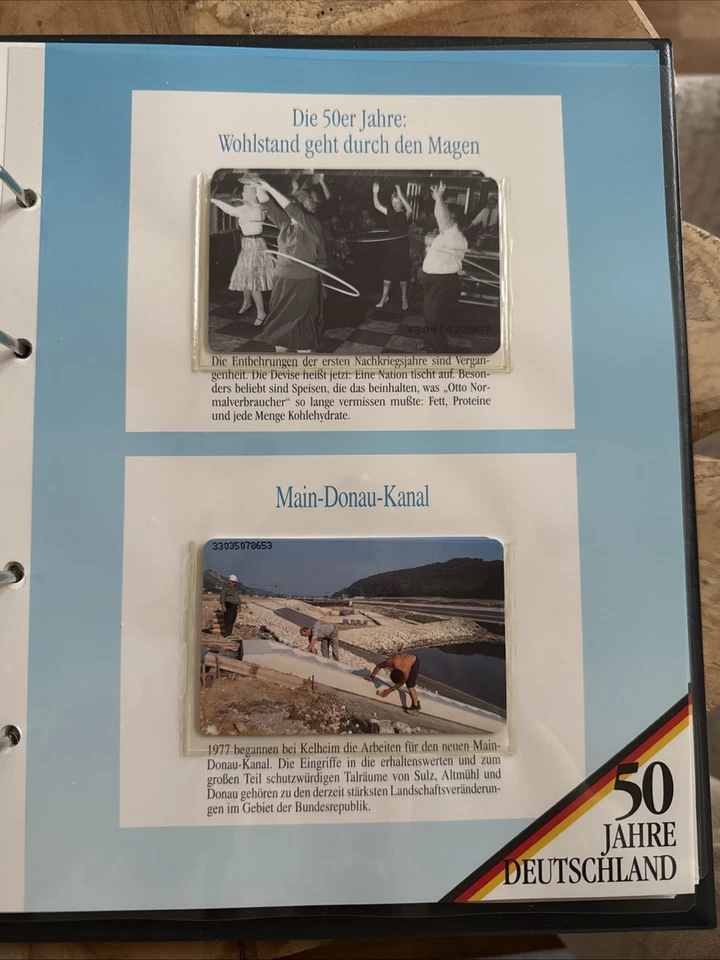 Die 50er Jahre:
Wohlstand geht durch den Magen
43041622967
Die Entbehrungen der ersten Nachkriegsjahre sind Vergan-
genheit. Die Devise heißt jetzt: Eine Nation tischt auf. Beson-
ders beliebt sind Speisen, die das beinhalten, was „Otto Nor-
malverbraucher“ so lange vermissen mußte: Fett, Proteine
und jede Menge Kohlehydrate.
Main-Donau-Kanal
33035078653
1977 begannen bei Kelheim die Arbeiten für den neuen Main-
Donau-Kanal. Die Eingriffe in die erhaltenswerten und zum
großen Teil schutzwürdigen Talräume von Sulz, Altmühl und
Donau gehören zu den derzeit stärksten Landschaftsveränderun-
gen im Gebiet der Bundesrepublik.
50
JAHRE
DEUTSCHLAND